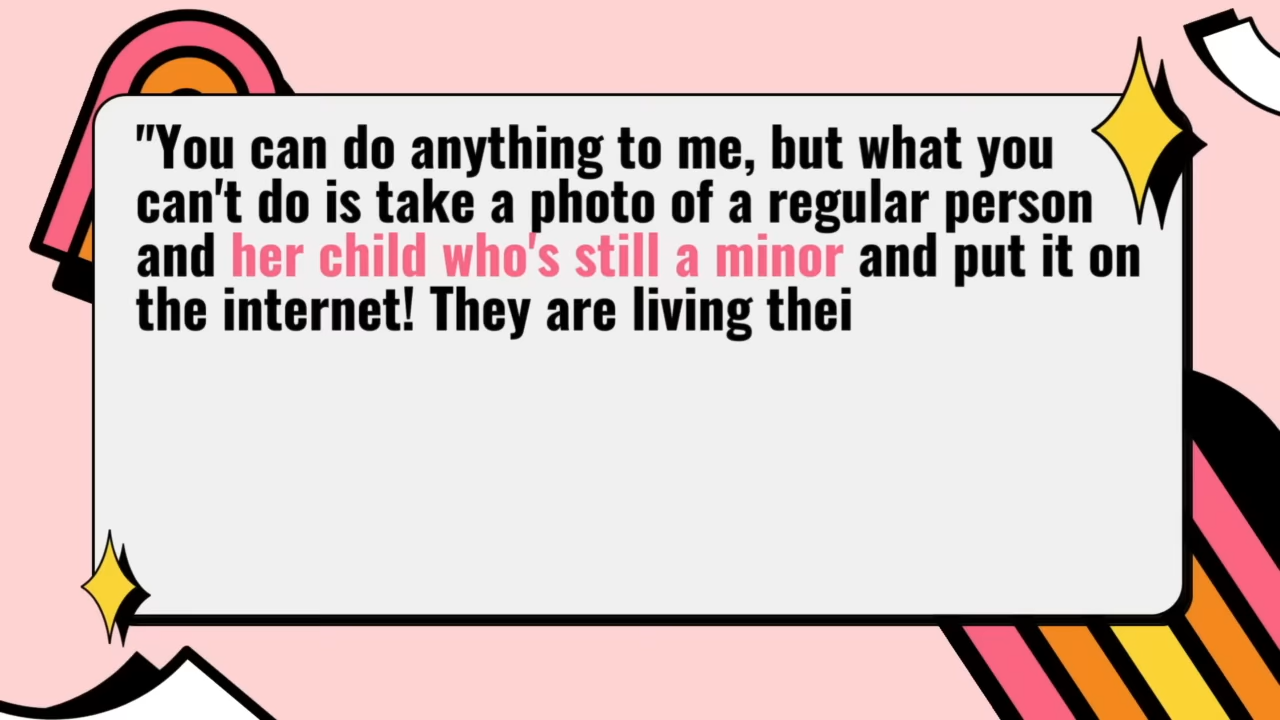 "You can do anything to me, but what you
can't do is take a photo of a regular person
and her child who's still a minor and put it on
the internet! They are living thei